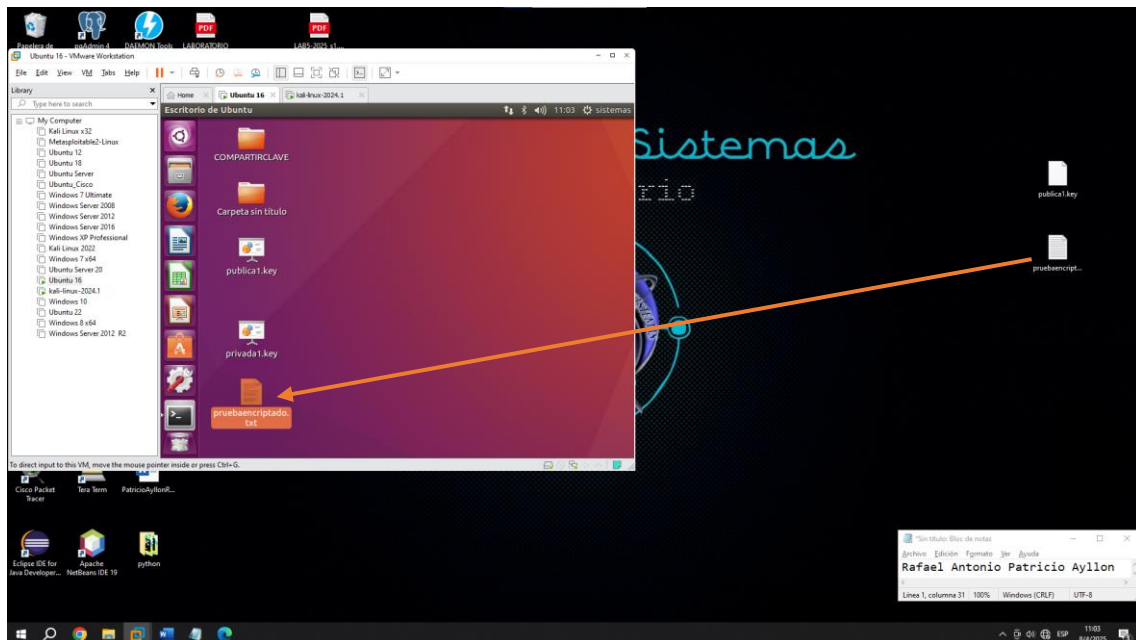 Papelera de
pgAdmin 4
DAEMON Tools
LABORATORIO
LAB5-2025 s1....
Ubuntu 16 - VMware Workstation
File Edit View VM Tabs Help
Library
Type here to search
Home
Ubuntu 16
kali-linux-2024.1
My Computer
Kali Linux x32
Metasploitable2-Linux
Ubuntu 12
Ubuntu 18
Ubuntu Server
Ubuntu_Cisco
Windows 7 Ultimate
Windows Server 2008
Windows Server 2012
Windows Server 2016
Windows XP Professional
Kali Linux 2022
Windows 7 x64
Ubuntu Server 20
Ubuntu 16
kali-linux-2024.1
Windows 10
Ubuntu 22
Windows 8 x64
Windows Server 2012 R2
Escritorio de Ubuntu
11:03 sistemas
COMPARTIRCLAVE
Carpeta sin título
publica1.key
privada1.key
pruebaencriptado.
txt
To direct input to this VM, move the mouse pointer inside or press Ctrl+G.
Sistemas
rio
publica1.key
pruebaencript...
Cisco Packet
Tracer
Tera Term
PatricioAyllonR...
Eclipse IDE for
Java Developer...
Apache
NetBeans IDE 19
python
*Sin título: Bloc de notas
Archivo Edición Formato Ver Ayuda
Rafael Antonio Patricio Ayllon
Línea 1, columna 31 100% Windows (CRLF) UTF-8
ESP
11:03
8/4/2025